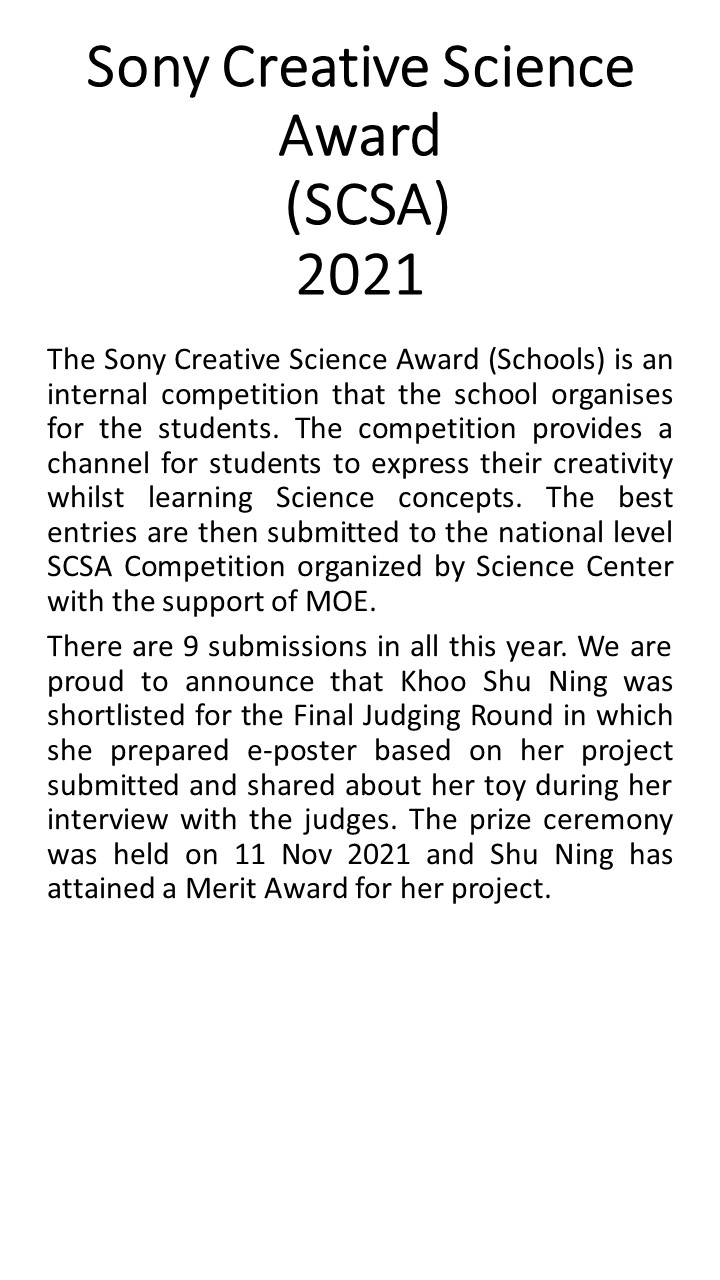 Sony Creative Science
Award
(SCSA)
2021
The Sony Creative Science Award (Schools) is an
internal competition that the school organises
for the students. The competition provides a
channel for students to express their creativity
whilst learning Science concepts. The best
entries are then submitted to the national level
SCSA Competition organized by Science Center
with the support of MOE.
There are 9 submissions in all this year. We are
proud to announce that Khoo Shu Ning was
shortlisted for the Final Judging Round in which
she prepared e-poster based on her project
submitted and shared about her toy during her
interview with the judges. The prize ceremony
was held on 11 Nov 2021 and Shu Ning has
attained a Merit Award for her project.